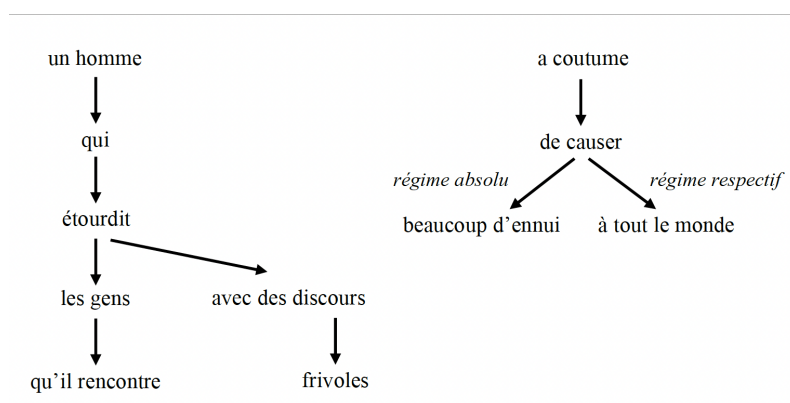 un homme
qui
étourdit
les gens
avec des discours
qu’il rencontre
frivoles
a coutume
de causer
régime absolu
régime respectif
beaucoup d’ennui
à tout le monde